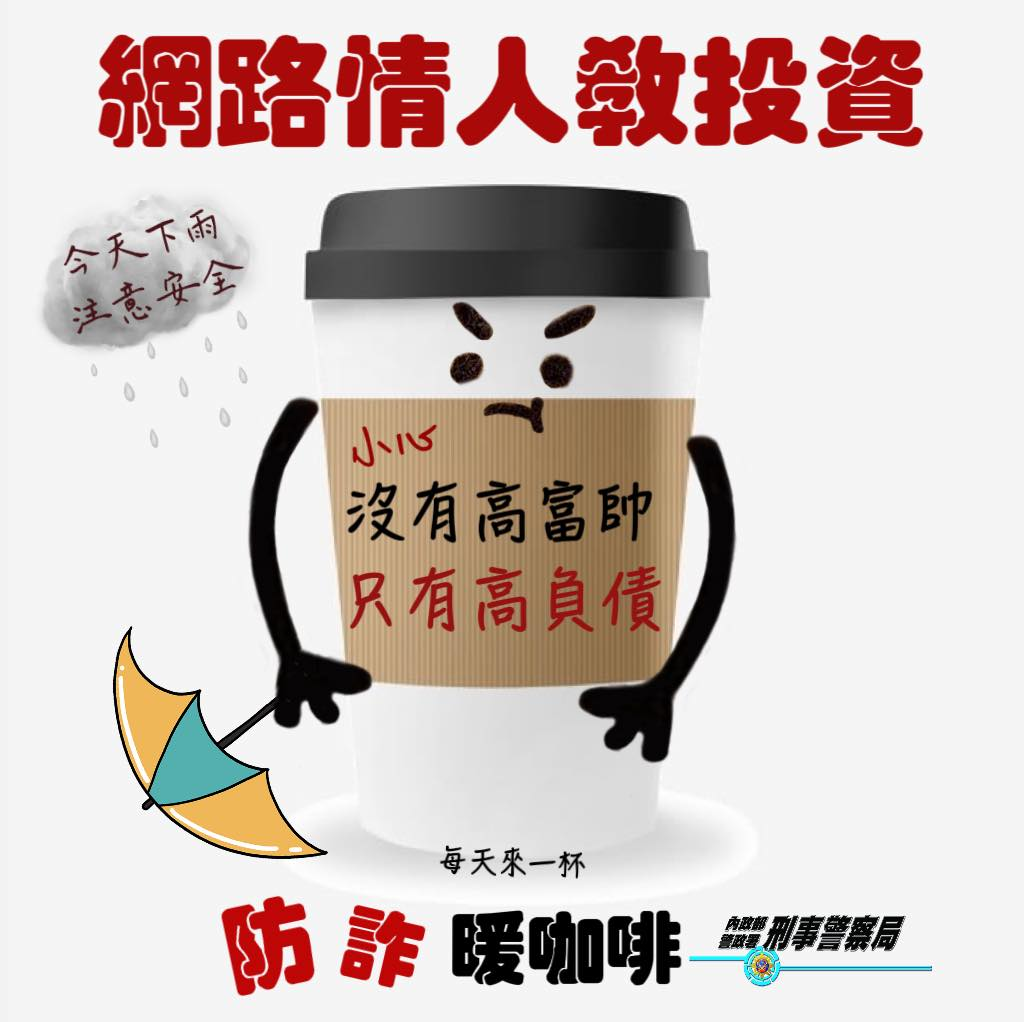 網路情人教投資
今天下雨
注意安全
小心
沒有高富帥
只有高負債
每天來一杯
防詐暖咖啡
內政部
警政署
刑事警察局